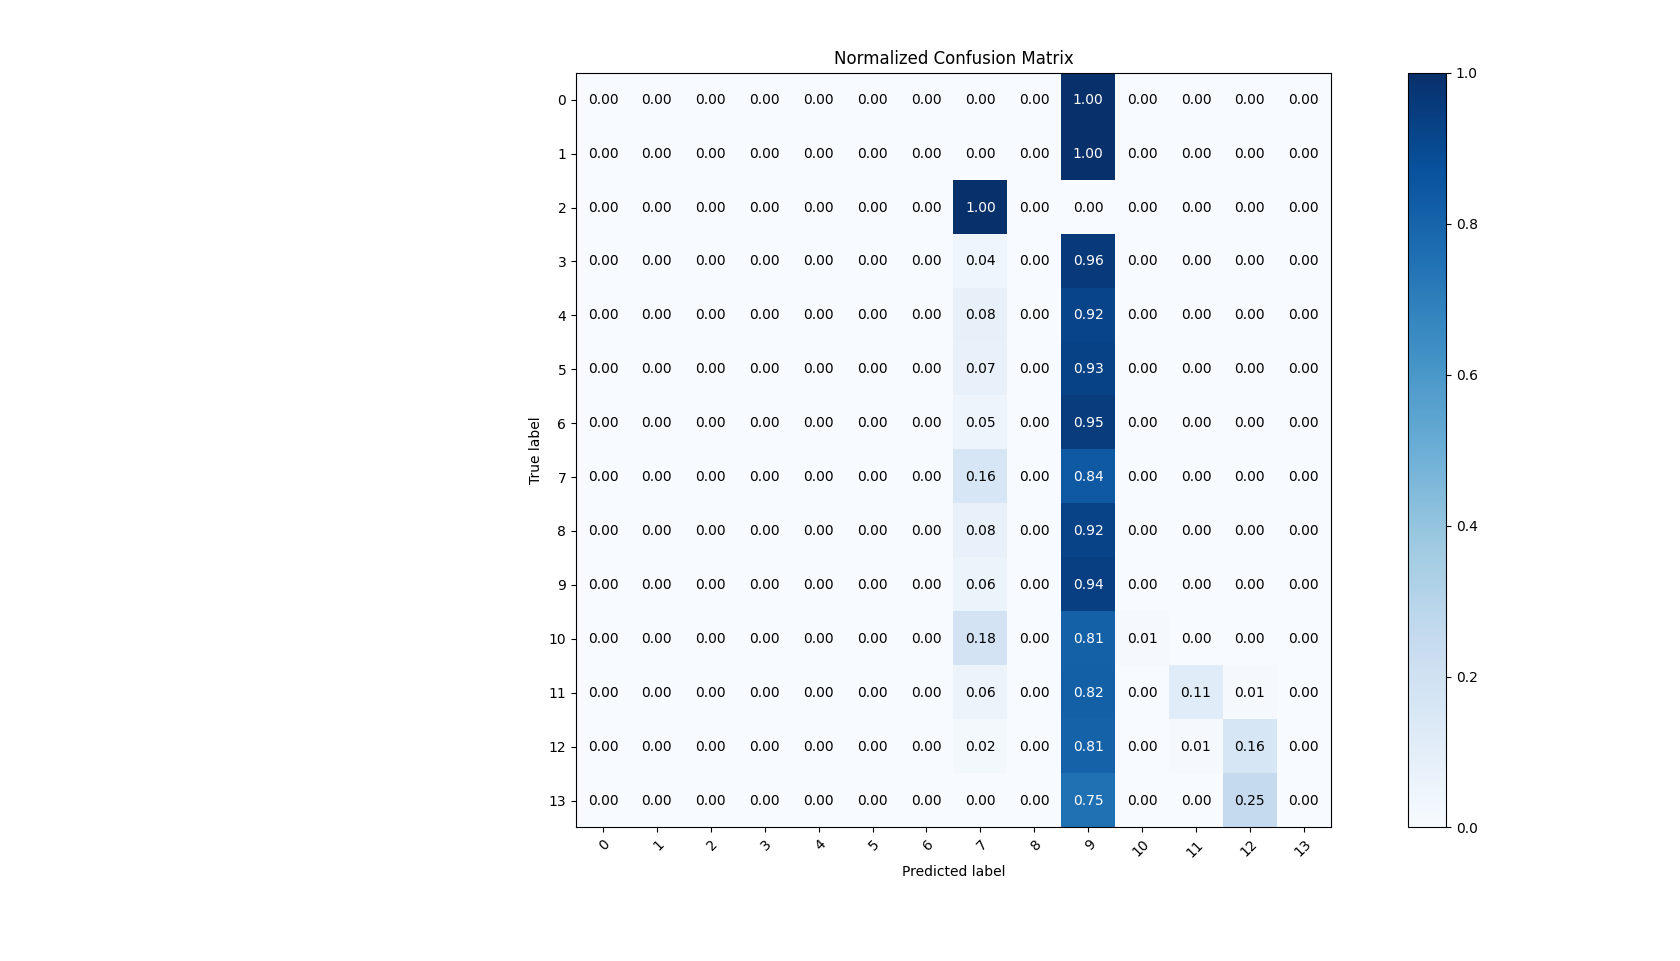 Normalized Confusion Matrix
0 0.00 0.00 0.00 0.00 0.00 0.00 0.00 0.00 0.00 1.00 0.00 0.00 0.00 0.00
1 0.00 0.00 0.00 0.00 0.00 0.00 0.00 0.00 0.00 1.00 0.00 0.00 0.00 0.00
2 0.00 0.00 0.00 0.00 0.00 0.00 0.00 1.00 0.00 0.00 0.00 0.00 0.00 0.00
3 0.00 0.00 0.00 0.00 0.00 0.00 0.00 0.04 0.00 0.96 0.00 0.00 0.00 0.00
4 0.00 0.00 0.00 0.00 0.00 0.00 0.00 0.08 0.00 0.92 0.00 0.00 0.00 0.00
5 0.00 0.00 0.00 0.00 0.00 0.00 0.00 0.07 0.00 0.93 0.00 0.00 0.00 0.00
6 0.00 0.00 0.00 0.00 0.00 0.00 0.00 0.05 0.00 0.95 0.00 0.00 0.00 0.00
7 0.00 0.00 0.00 0.00 0.00 0.00 0.00 0.16 0.00 0.84 0.00 0.00 0.00 0.00
8 0.00 0.00 0.00 0.00 0.00 0.00 0.00 0.08 0.00 0.92 0.00 0.00 0.00 0.00
9 0.00 0.00 0.00 0.00 0.00 0.00 0.00 0.06 0.00 0.94 0.00 0.00 0.00 0.00
10 0.00 0.00 0.00 0.00 0.00 0.00 0.00 0.18 0.00 0.81 0.01 0.00 0.00 0.00
11 0.00 0.00 0.00 0.00 0.00 0.00 0.00 0.06 0.00 0.82 0.00 0.11 0.01 0.00
12 0.00 0.00 0.00 0.00 0.00 0.00 0.00 0.02 0.00 0.81 0.00 0.01 0.16 0.00
13 0.00 0.00 0.00 0.00 0.00 0.00 0.00 0.00 0.00 0.75 0.00 0.00 0.25 0.00
0 1 2 3 4 5 6 7 8 9 10 11 12 13
True label
Predicted label
1.0
0.8
0.6
0.4
0.2
0.0